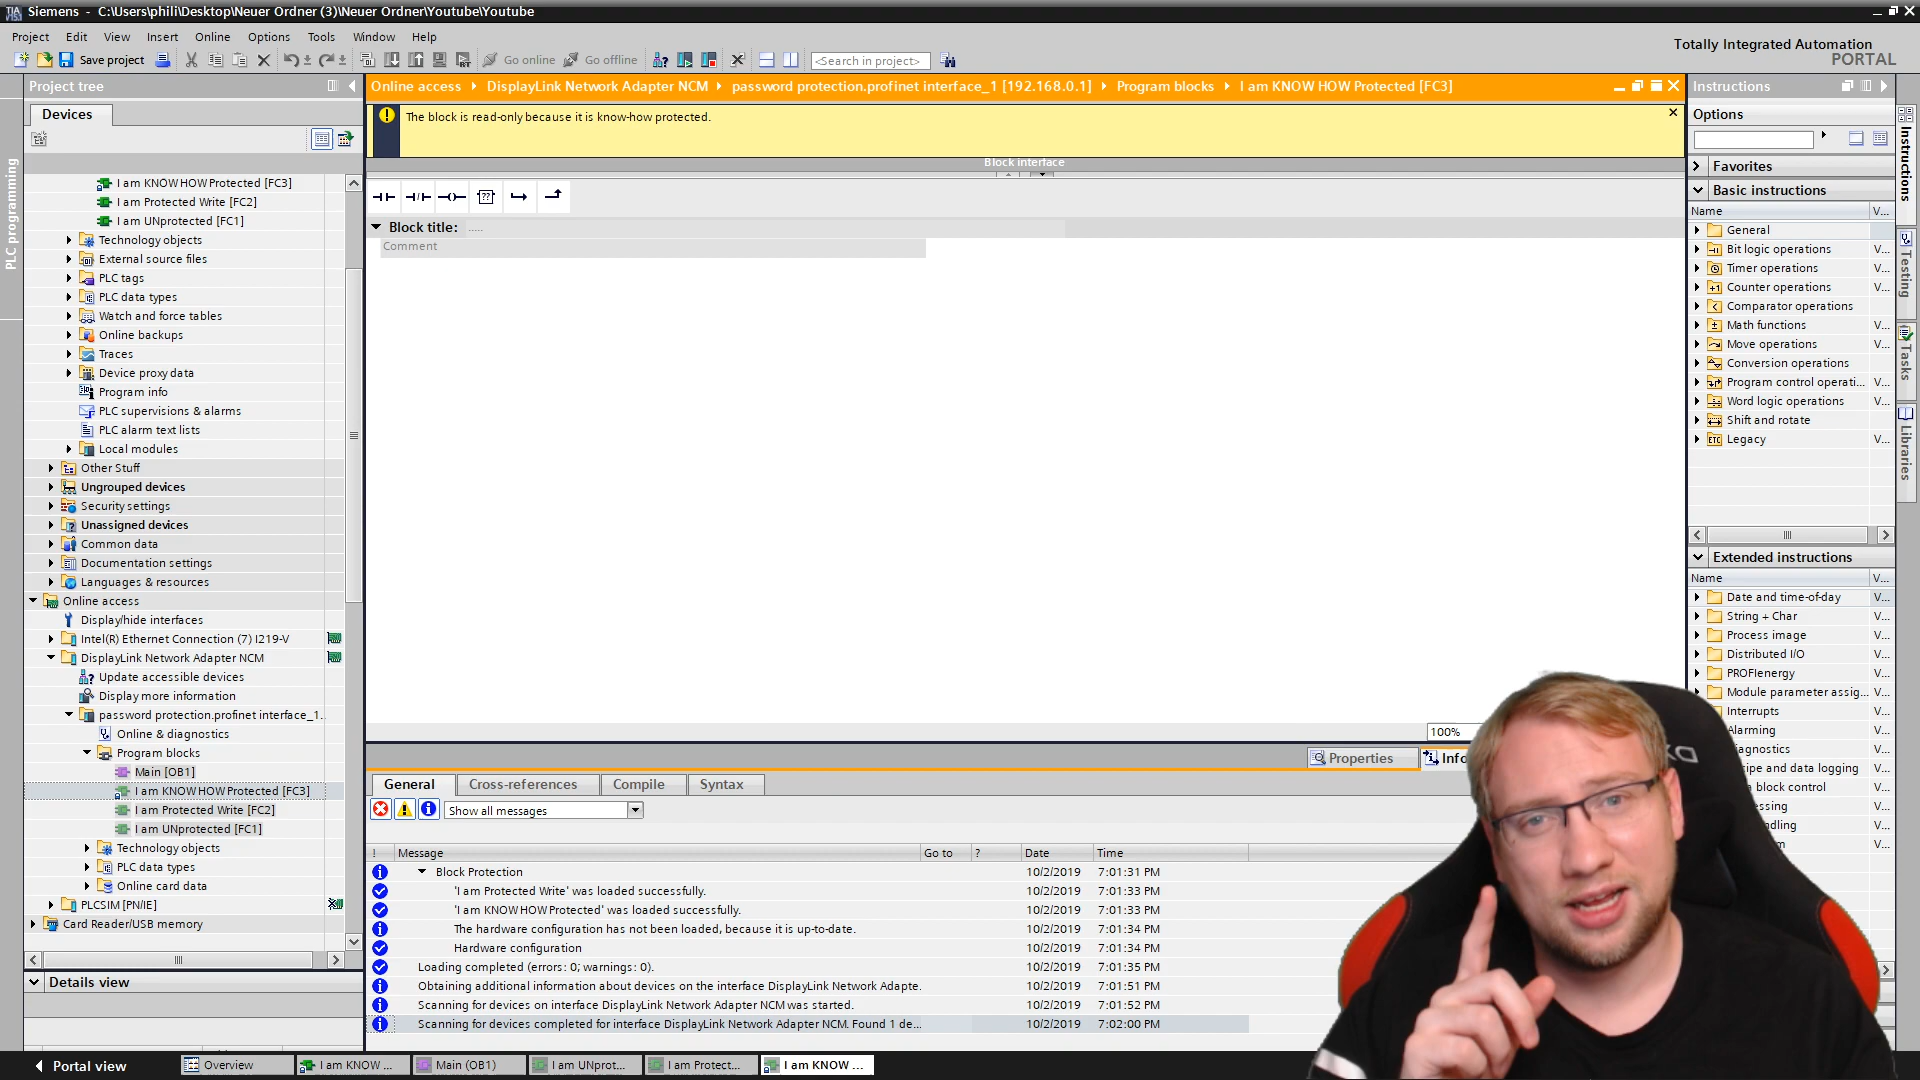 Siemens - C:\Users\phili\Desktop\Neuer Ordner (3)\Neuer Ordner\Youtube\Youtube
Project Edit View Insert Online Options Tools Window Help
Totally Integrated Automation
PORTAL
Save project
Go online
Go offline
<Search in project>
Project tree
Devices
PLC programming
I am KNOW HOW Protected [FC3]
I am Protected Write [FC2]
I am UNprotected [FC1]
Technology objects
External source files
PLC tags
PLC data types
Watch and force tables
Online backups
Traces
Device proxy data
Program info
PLC supervisions & alarms
PLC alarm text lists
Local modules
Other Stuff
Ungrouped devices
Security settings
Unassigned devices
Common data
Documentation settings
Languages & resources
Online access
Display/hide interfaces
Intel(R) Ethernet Connection (7) I219-V
DisplayLink Network Adapter NCM
Update accessible devices
Display more information
password protection.profinet interface_1...
Online & diagnostics
Program blocks
Main [OB1]
I am KNOW HOW Protected [FC3]
I am Protected Write [FC2]
I am UNprotected [FC1]
Technology objects
PLC data types
Online card data
PLCSIM [PN/IE]
Card Reader/USB memory
Details view
Online access DisplayLink Network Adapter NCM password protection.profinet interface_1 [192.168.0.1] Program blocks I am KNOW HOW Protected [FC3]
The block is read-only because it is know-how protected.
Block interface
??
Block title: .....
Comment
100%
Properties
Info
General
Cross-references
Compile
Syntax
Show all messages
! Message Go to ? Date Time
Block Protection 10/2/2019 7:01:31 PM
'I am Protected Write' was loaded successfully. 10/2/2019 7:01:33 PM
'I am KNOW HOW Protected' was loaded successfully. 10/2/2019 7:01:33 PM
The hardware configuration has not been loaded, because it is up-to-date. 10/2/2019 7:01:34 PM
Hardware configuration 10/2/2019 7:01:34 PM
Loading completed (errors: 0; warnings: 0). 10/2/2019 7:01:35 PM
Obtaining additional information about devices on the interface DisplayLink Network Adapte. 10/2/2019 7:01:51 PM
Scanning for devices on interface DisplayLink Network Adapter NCM was started. 10/2/2019 7:01:52 PM
Scanning for devices completed for interface DisplayLink Network Adapter NCM. Found 1 de... 10/2/2019 7:02:00 PM
Instructions
Options
Favorites
Basic instructions
Name V...
General
Bit logic operations V...
Timer operations V...
Counter operations V...
Comparator operations
Math functions V...
Move operations V...
Conversion operations
Program control operati... V...
Word logic operations V...
Shift and rotate
Legacy V...
Extended instructions
Name V...
Date and time-of-day V...
String + Char V...
Process image V...
Distributed I/O V...
PROFIenergy V...
Module parameter assig... V...
Interrupts V...
Alarming V...
iagnostics V...
ipe and data logging V...
a block control V...
essing V...
ndling V...
m V...
Instructions
Testing
Tasks
Libraries
Portal view
Overview
I am KNOW ...
Main (OB1)
I am UNprot...
I am Protect...
I am KNOW ...